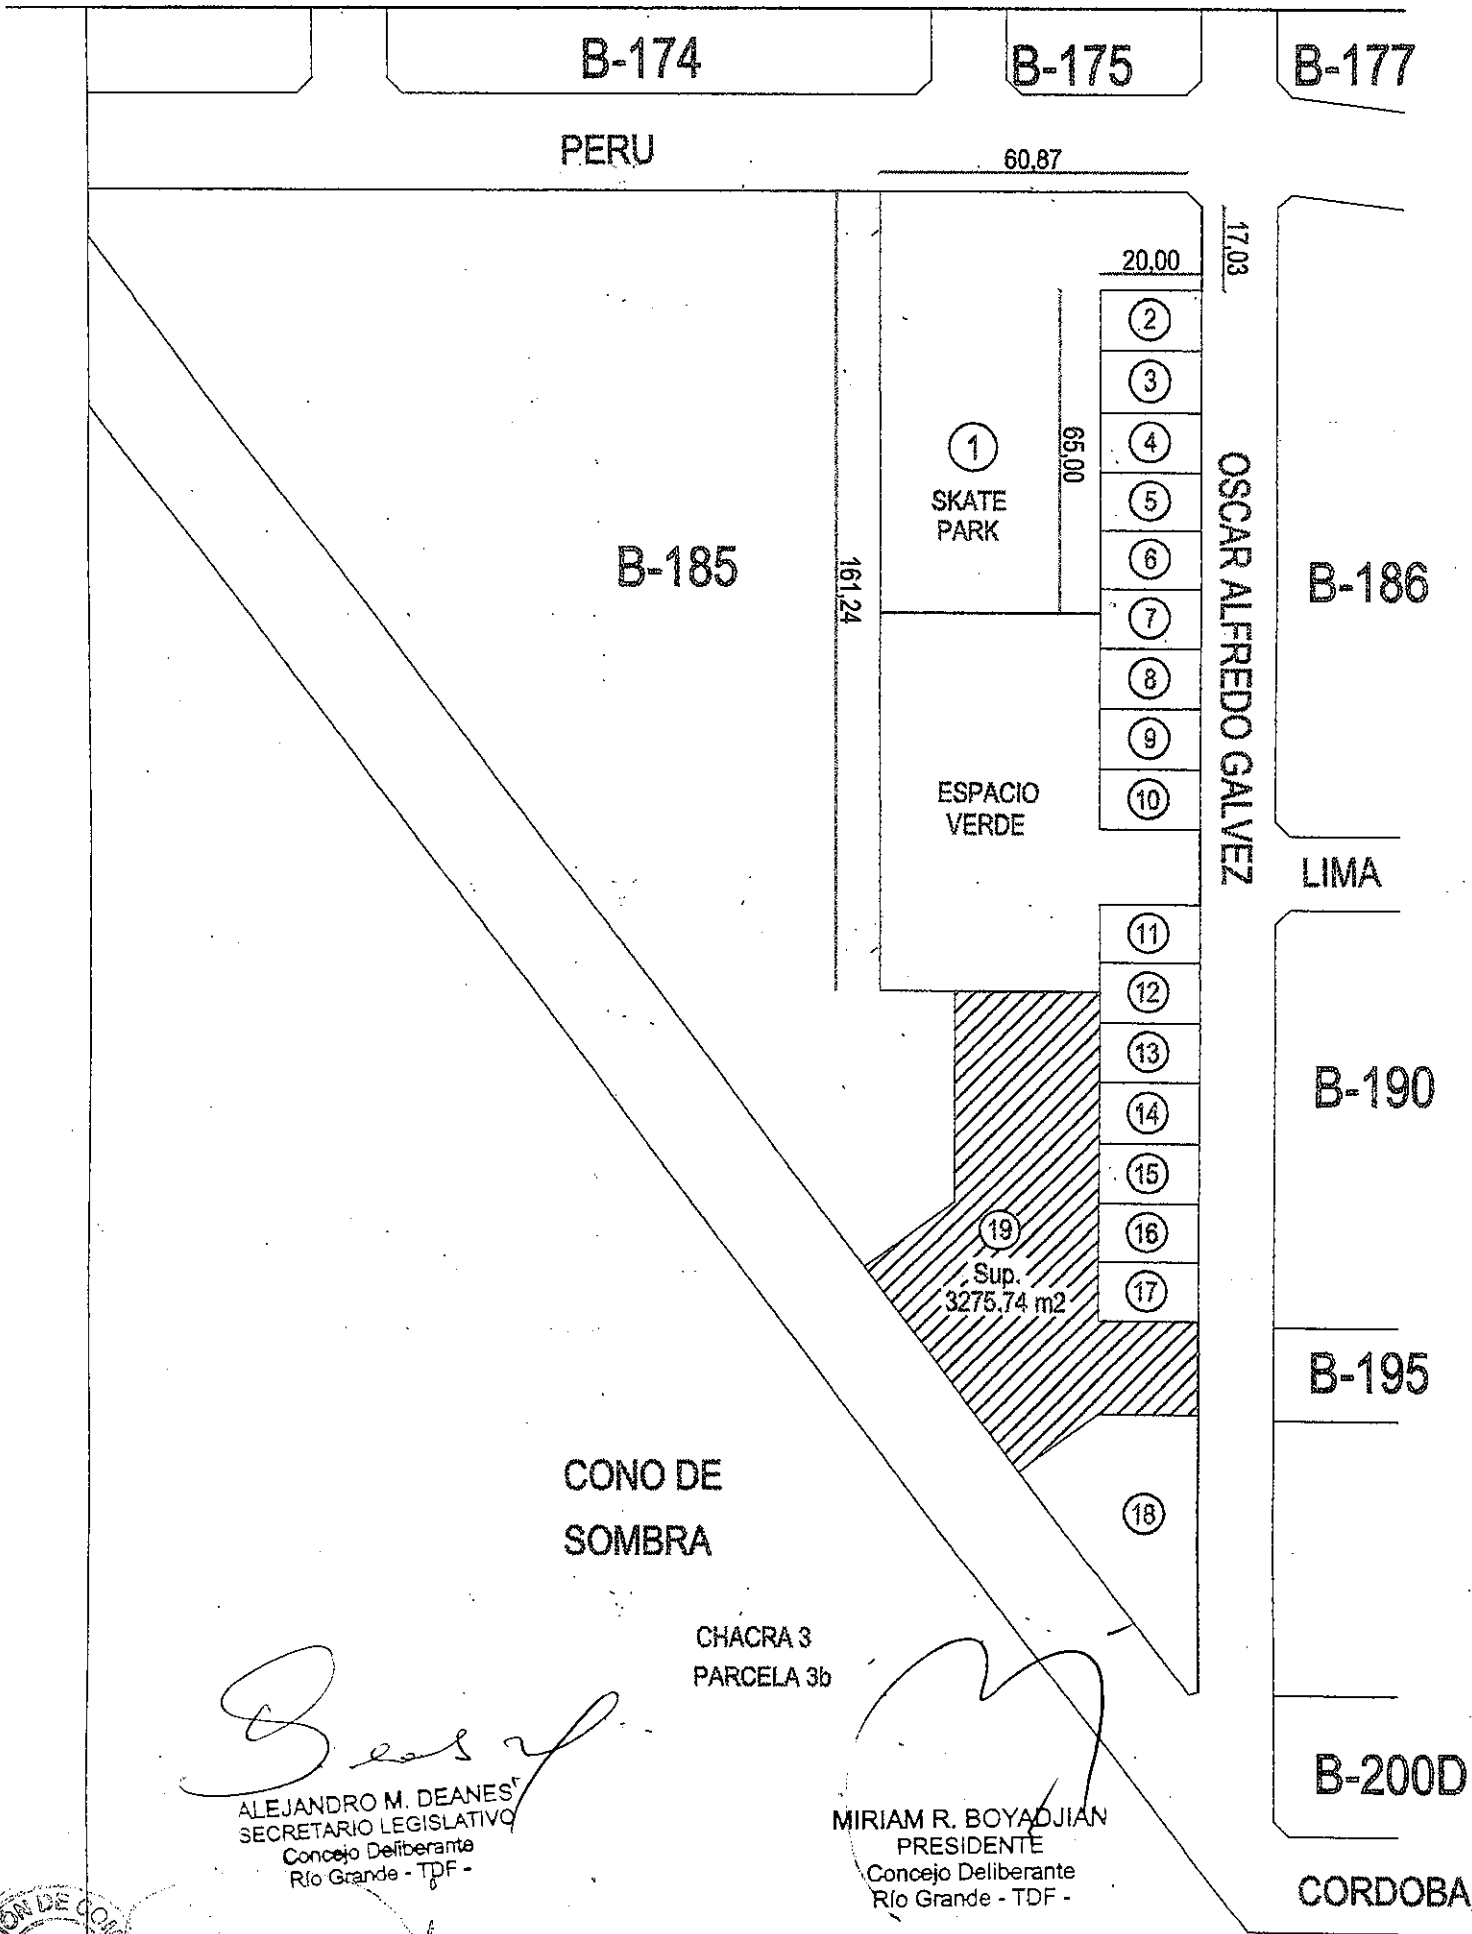 B-174
B-175
B-177
PERU
60,87
17,03
20,00
2
3
4
5
6
7
8
9
10
1
SKATE
PARK
65,00
161,24
B-185
OSCAR ALFREDO GALVEZ
B-186
ESPACIO
VERDE
LIMA
11
12
13
14
15
16
17
B-190
19
Sup.
3275.74 m2
B-195
18
CONO DE
SOMBRA
CHACRA 3
PARCELA 3b
B-200D
CORDOBA
ALEJANDRO M. DEANES
SECRETARIO LEGISLATIVO
Concejo Deliberante
Río Grande - TDF -
MIRIAM R. BOYADJIAN
PRESIDENTE
Concejo Deliberante
Río Grande - TDF -